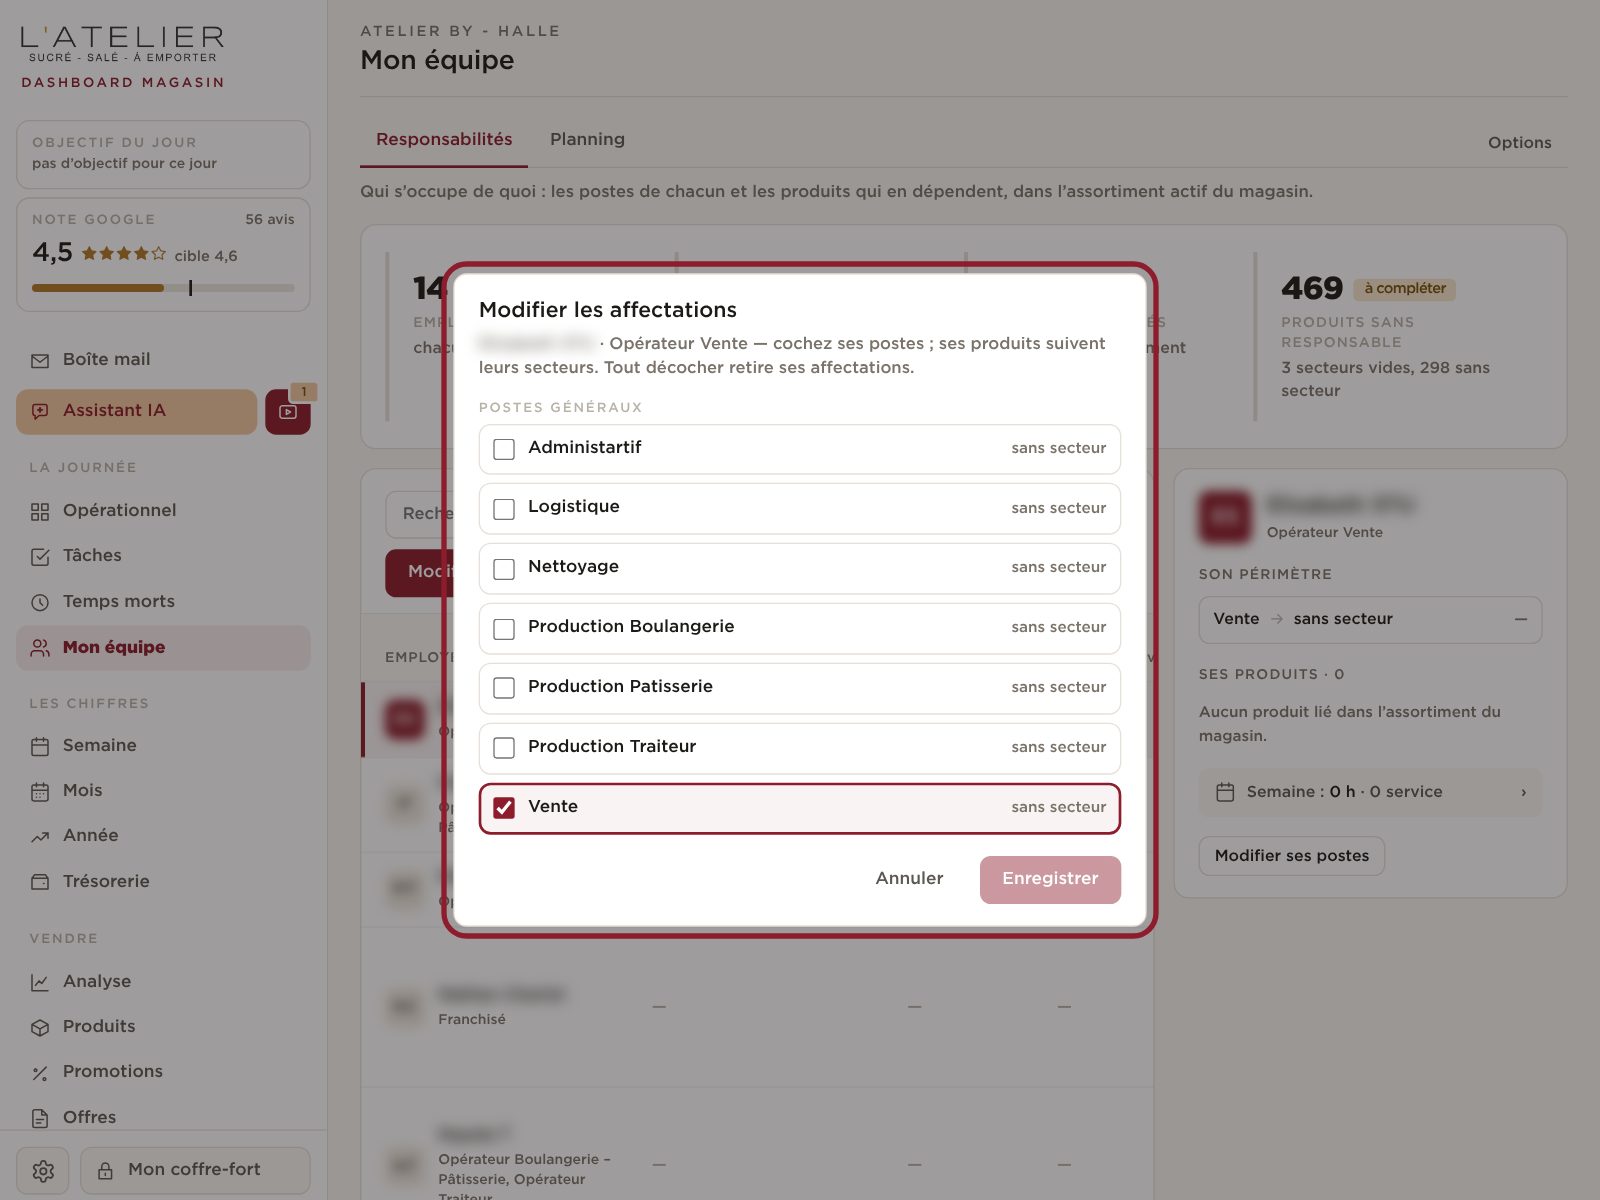 L'ATELIER
SUCRÉ - SALÉ - À EMPORTER
DASHBOARD MAGASIN
OBJECTIF DU JOUR
pas d’objectif pour ce jour
NOTE GOOGLE 56 avis
4,5 cible 4,6
Boîte mail
Assistant IA
1
LA JOURNÉE
Opérationnel
Tâches
Temps morts
Mon équipe
LES CHIFFRES
Semaine
Mois
Année
Trésorerie
VENDRE
Analyse
Produits
Promotions
Offres
Mon coffre-fort
ATELIER BY - HALLE
Mon équipe
Responsabilités Planning Options
Qui s’occupe de quoi : les postes de chacun et les produits qui en dépendent, dans l’assortiment actif du magasin.
14
469 à compléter
PRODUITS SANS
RESPONSABLE
3 secteurs vides, 298 sans
secteur
Modifier les affectations
· Opérateur Vente — cochez ses postes ; ses produits suivent
leurs secteurs. Tout décocher retire ses affectations.
POSTES GÉNÉRAUX
Administartif sans secteur
Logistique sans secteur
Nettoyage sans secteur
Production Boulangerie sans secteur
Production Patisserie sans secteur
Production Traiteur sans secteur
Vente sans secteur
Annuler Enregistrer
Franchisé
— — —
Opérateur Boulangerie –
Pâtisserie, Opérateur
Traiteur
— — —
Opérateur Vente
SON PÉRIMÈTRE
Vente → sans secteur —
SES PRODUITS · 0
Aucun produit lié dans l’assortiment du
magasin.
Semaine : 0 h · 0 service ›
Modifier ses postes